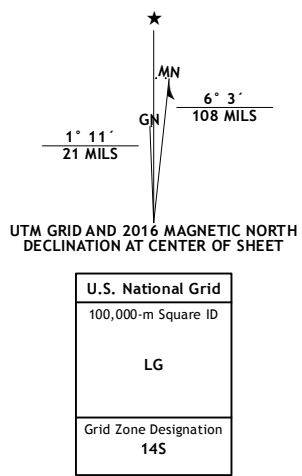 ★
MN
GN
6° 3´
108 MILS
1° 11´
21 MILS
UTM GRID AND 2016 MAGNETIC NORTH
DECLINATION AT CENTER OF SHEET
U.S. National Grid
100,000-m Square ID
LG
Grid Zone Designation
14S